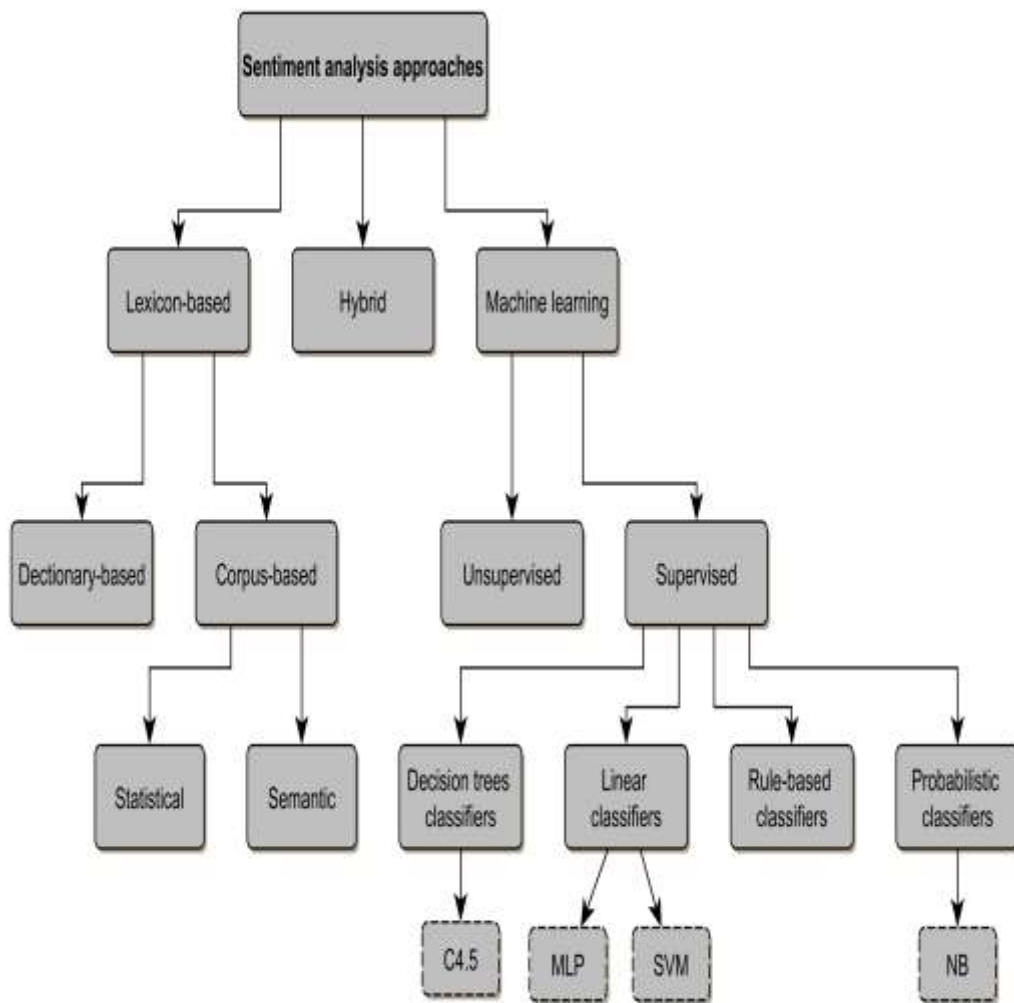 Sentiment analysis approaches
Lexicon-based
Hybrid
Machine learning
Dectionary-based
Corpus-based
Unsupervised
Supervised
Statistical
Semantic
Decision trees
classifiers
Linear
classifiers
Rule-based
classifiers
Probabilistic
classifiers
C4.5
MLP
SVM
NB